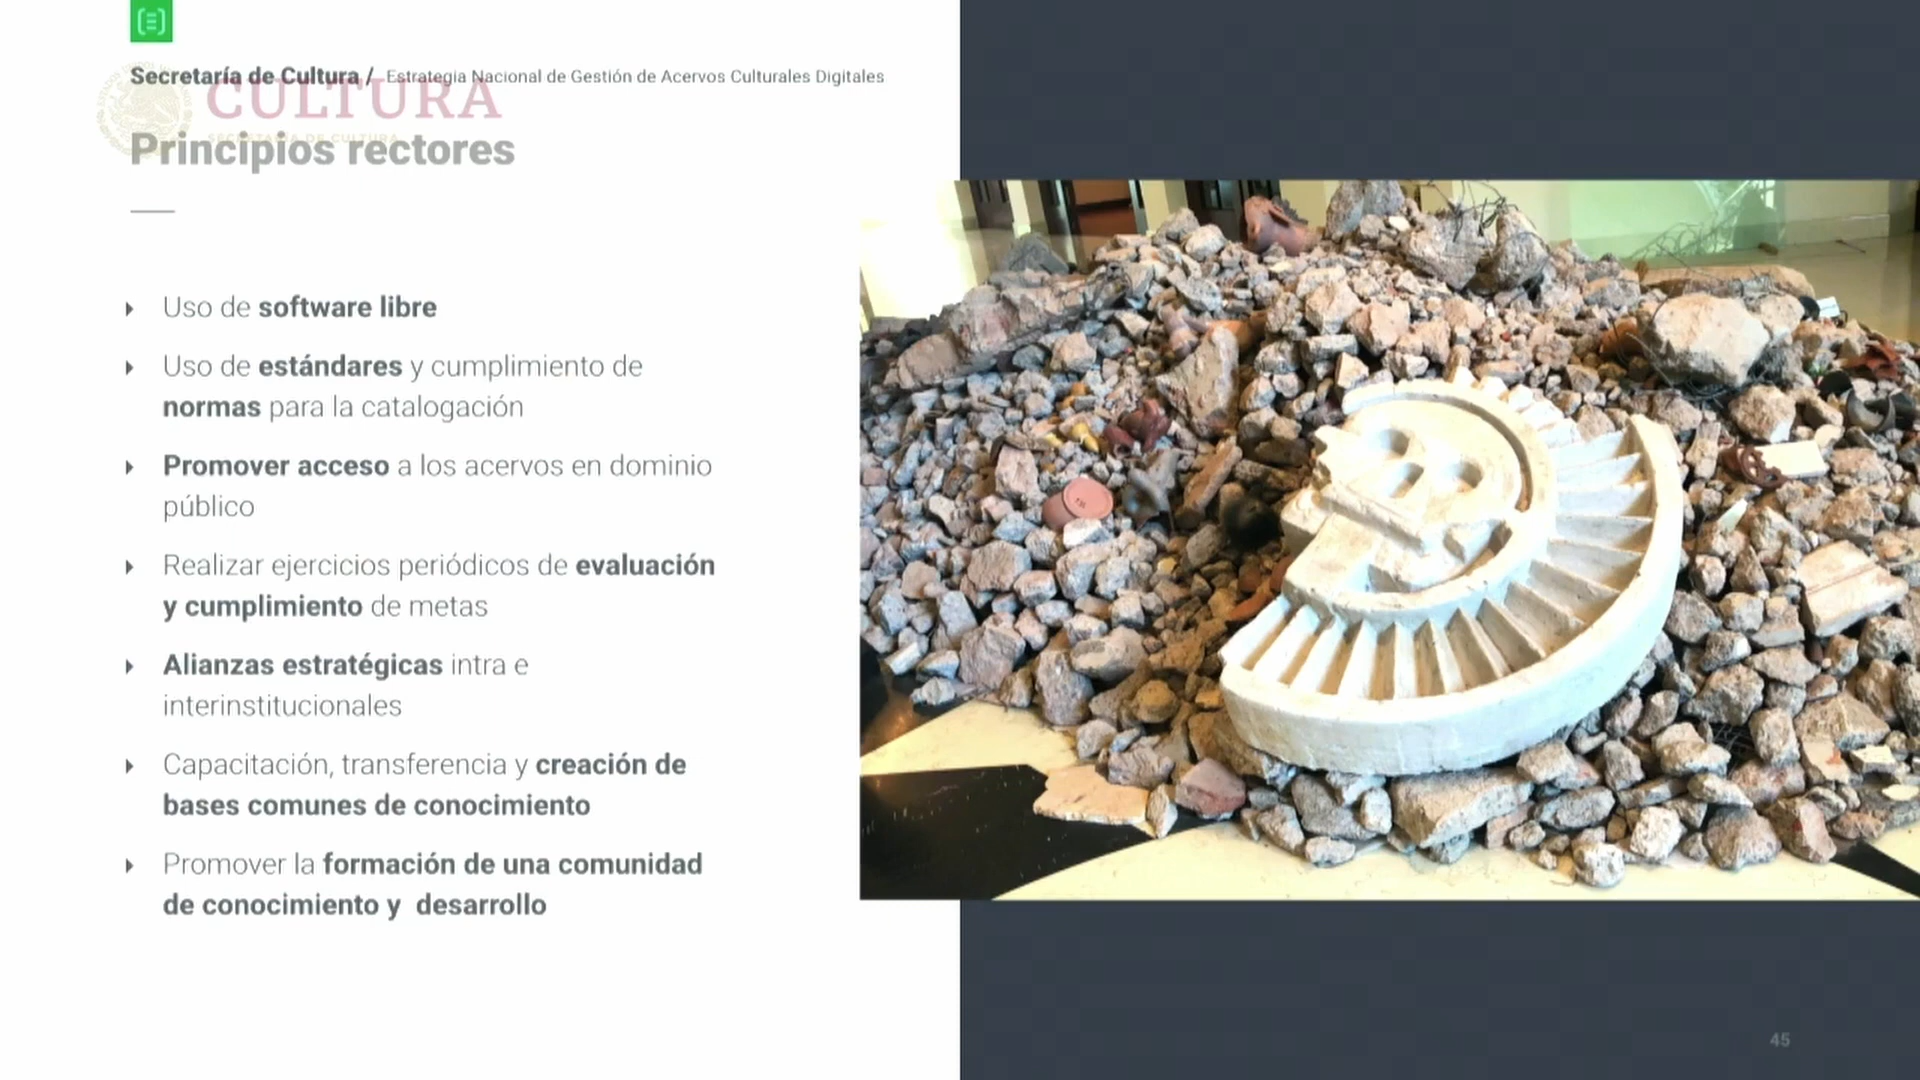 Secretaría de Cultura / Estrategia Nacional de Gestión de Acervos Culturales Digitales
CULTURA
SECRETARÍA DE CULTURA
Principios rectores
Uso de software libre
Uso de estándares y cumplimiento de
normas para la catalogación
Promover acceso a los acervos en dominio
público
Realizar ejercicios periódicos de evaluación
y cumplimiento de metas
Alianzas estratégicas intra e
interinstitucionales
Capacitación, transferencia y creación de
bases comunes de conocimiento
Promover la formación de una comunidad
de conocimiento y desarrollo
45